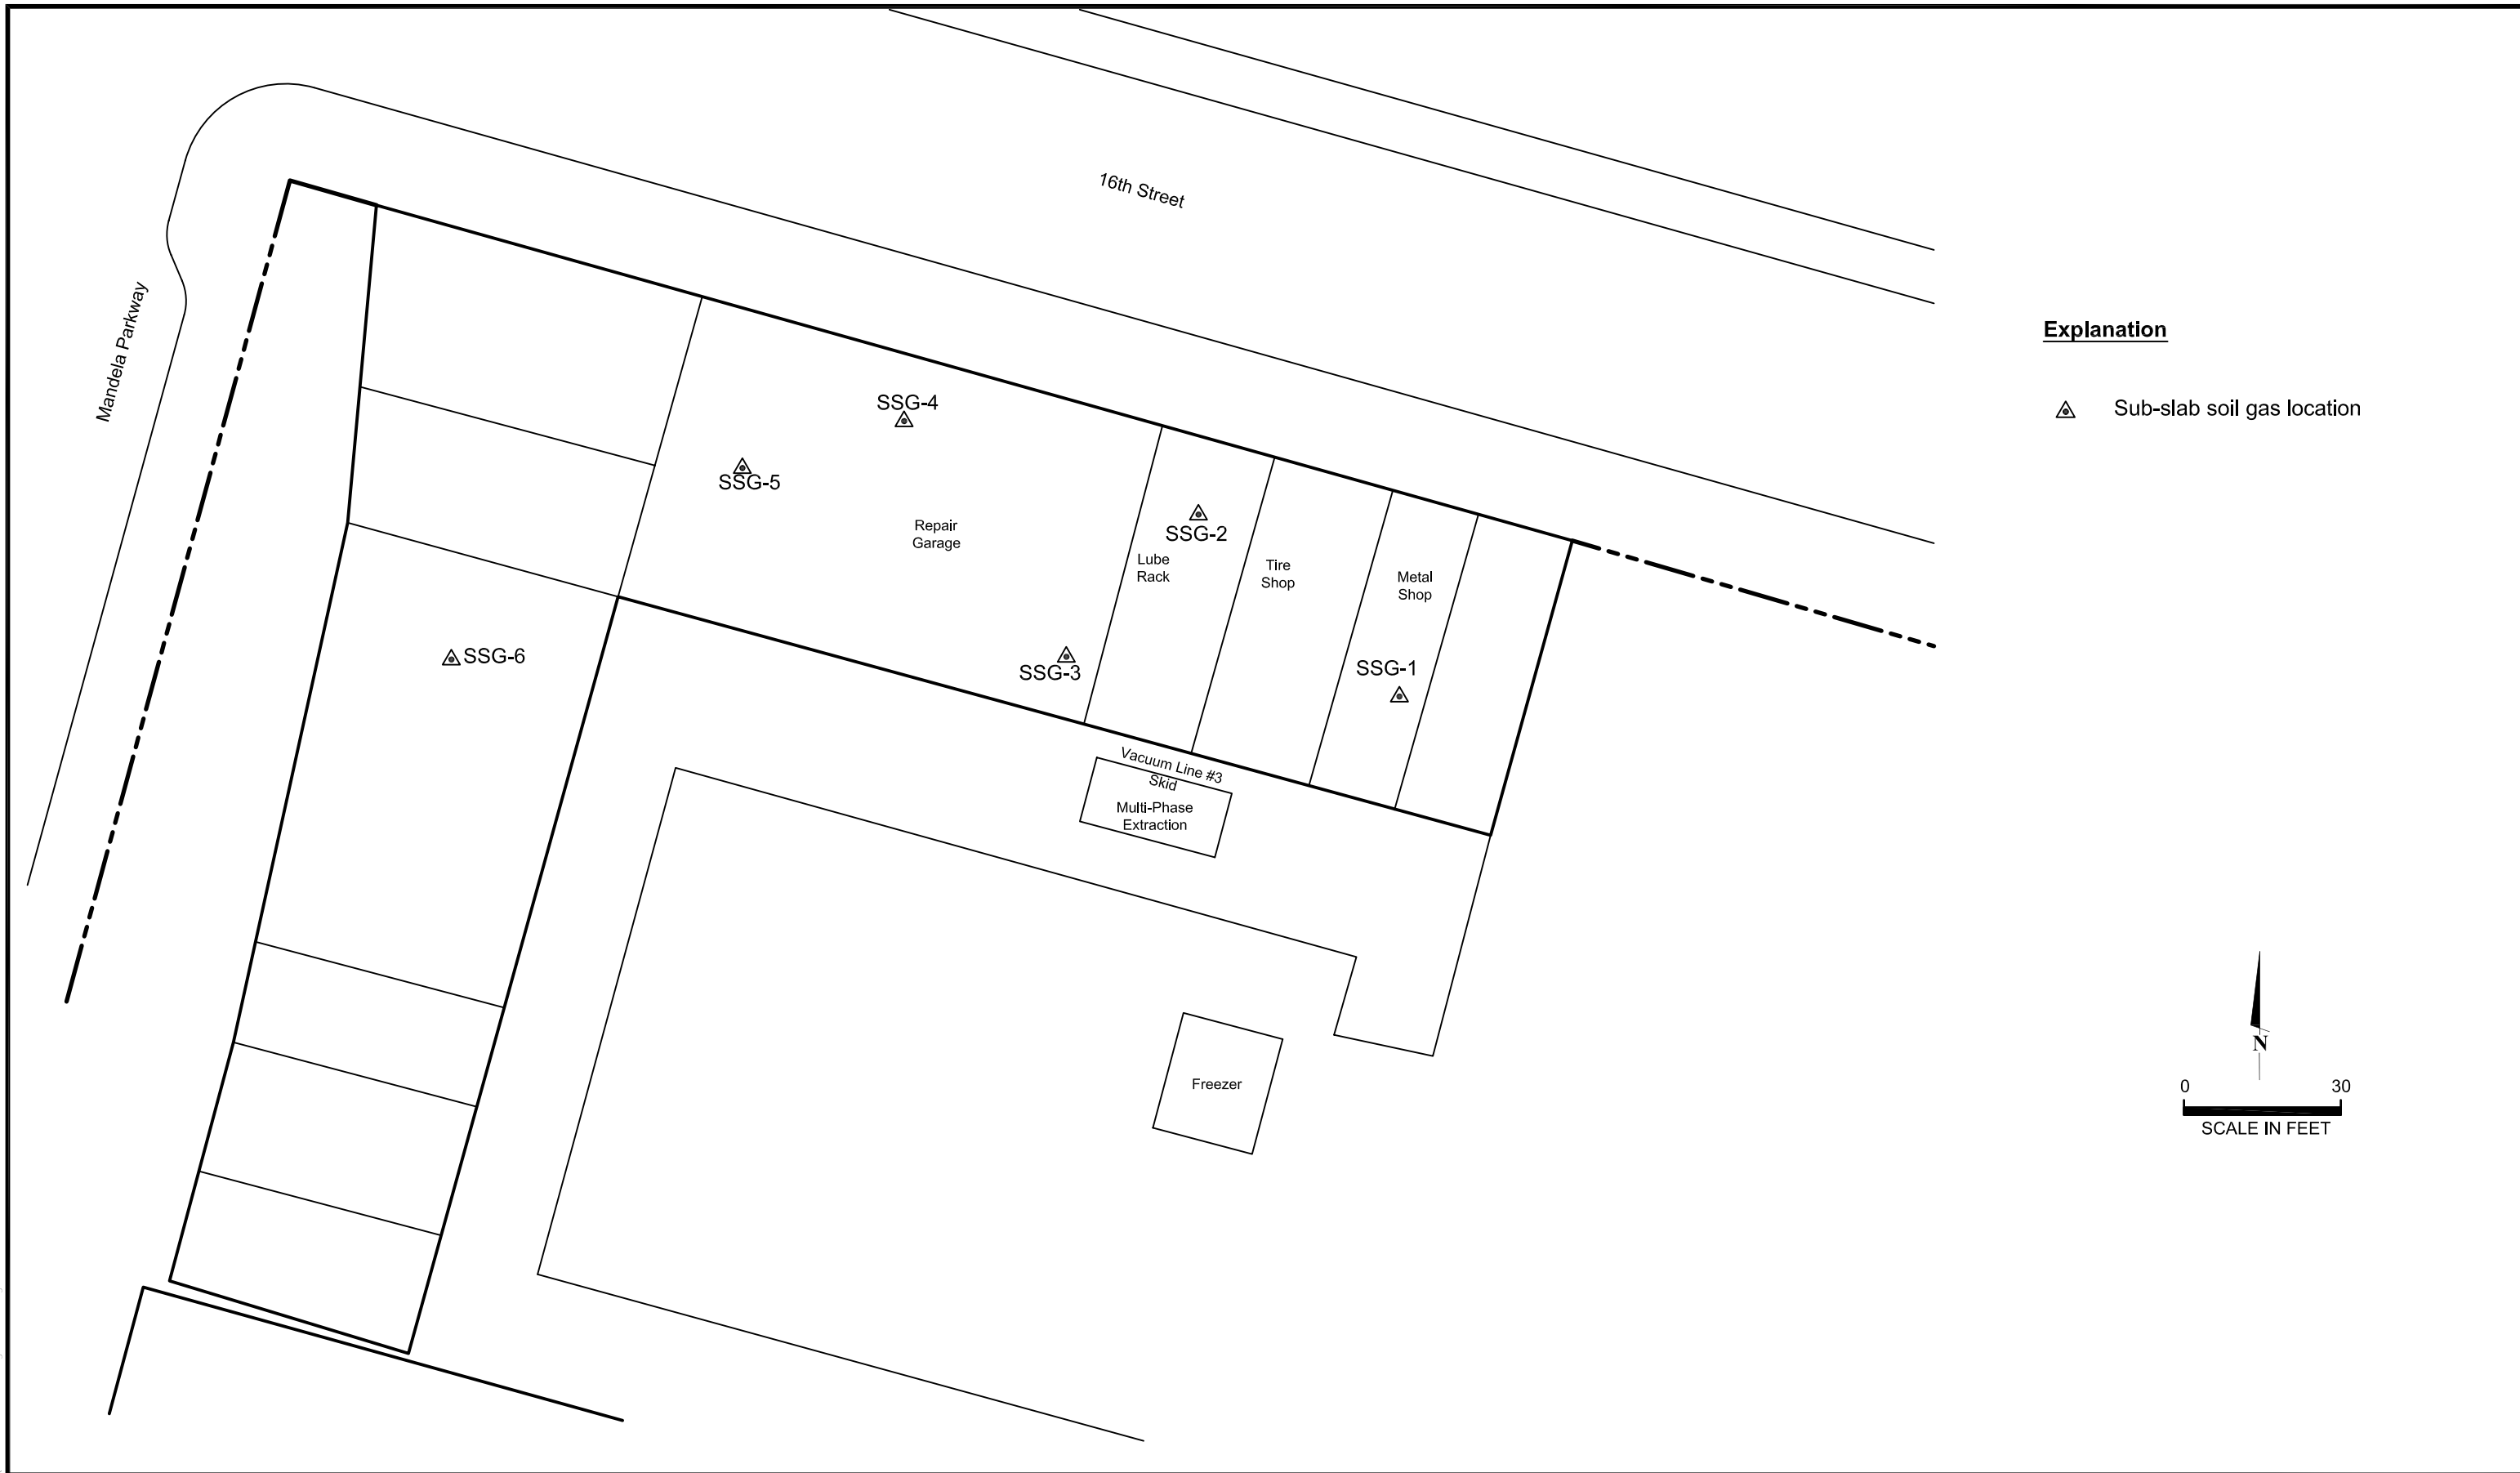 16th Street
Mandela Parkway
Explanation
Sub-slab soil gas location
SSG-4
SSG-5
Repair
Garage
SSG-2
Lube
Rack
Tire
Shop
Metal
Shop
SSG-6
SSG-3
SSG-1
Vacuum Line #3
Skid
Multi-Phase
Extraction
Freezer
N
0 30
SCALE IN FEET